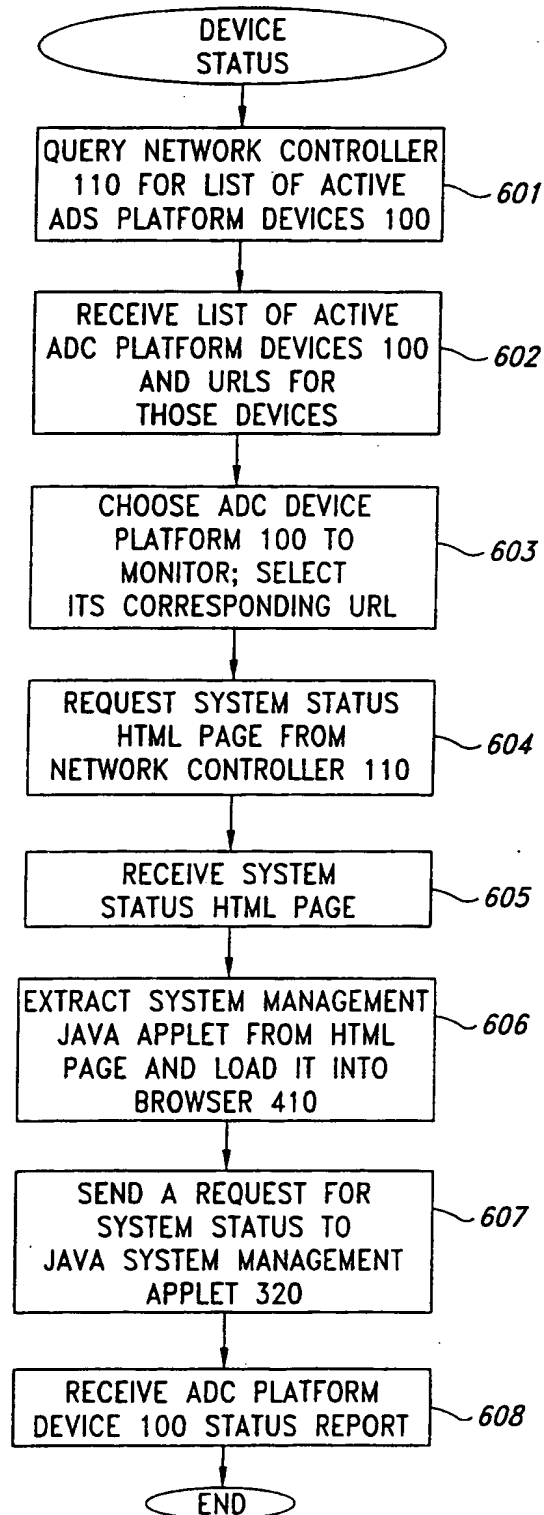 DEVICE
STATUS
QUERY NETWORK CONTROLLER
110 FOR LIST OF ACTIVE
ADS PLATFORM DEVICES 100
601
RECEIVE LIST OF ACTIVE
ADC PLATFORM DEVICES 100
AND URLS FOR
THOSE DEVICES
602
CHOOSE ADC DEVICE
PLATFORM 100 TO
MONITOR; SELECT
ITS CORRESPONDING URL
603
REQUEST SYSTEM STATUS
HTML PAGE FROM
NETWORK CONTROLLER 110
604
RECEIVE SYSTEM
STATUS HTML PAGE
605
EXTRACT SYSTEM MANAGEMENT
JAVA APPLET FROM HTML
PAGE AND LOAD IT INTO
BROWSER 410
606
SEND A REQUEST FOR
SYSTEM STATUS TO
JAVA SYSTEM MANAGEMENT
APPLET 320
607
RECEIVE ADC PLATFORM
DEVICE 100 STATUS REPORT
608
END